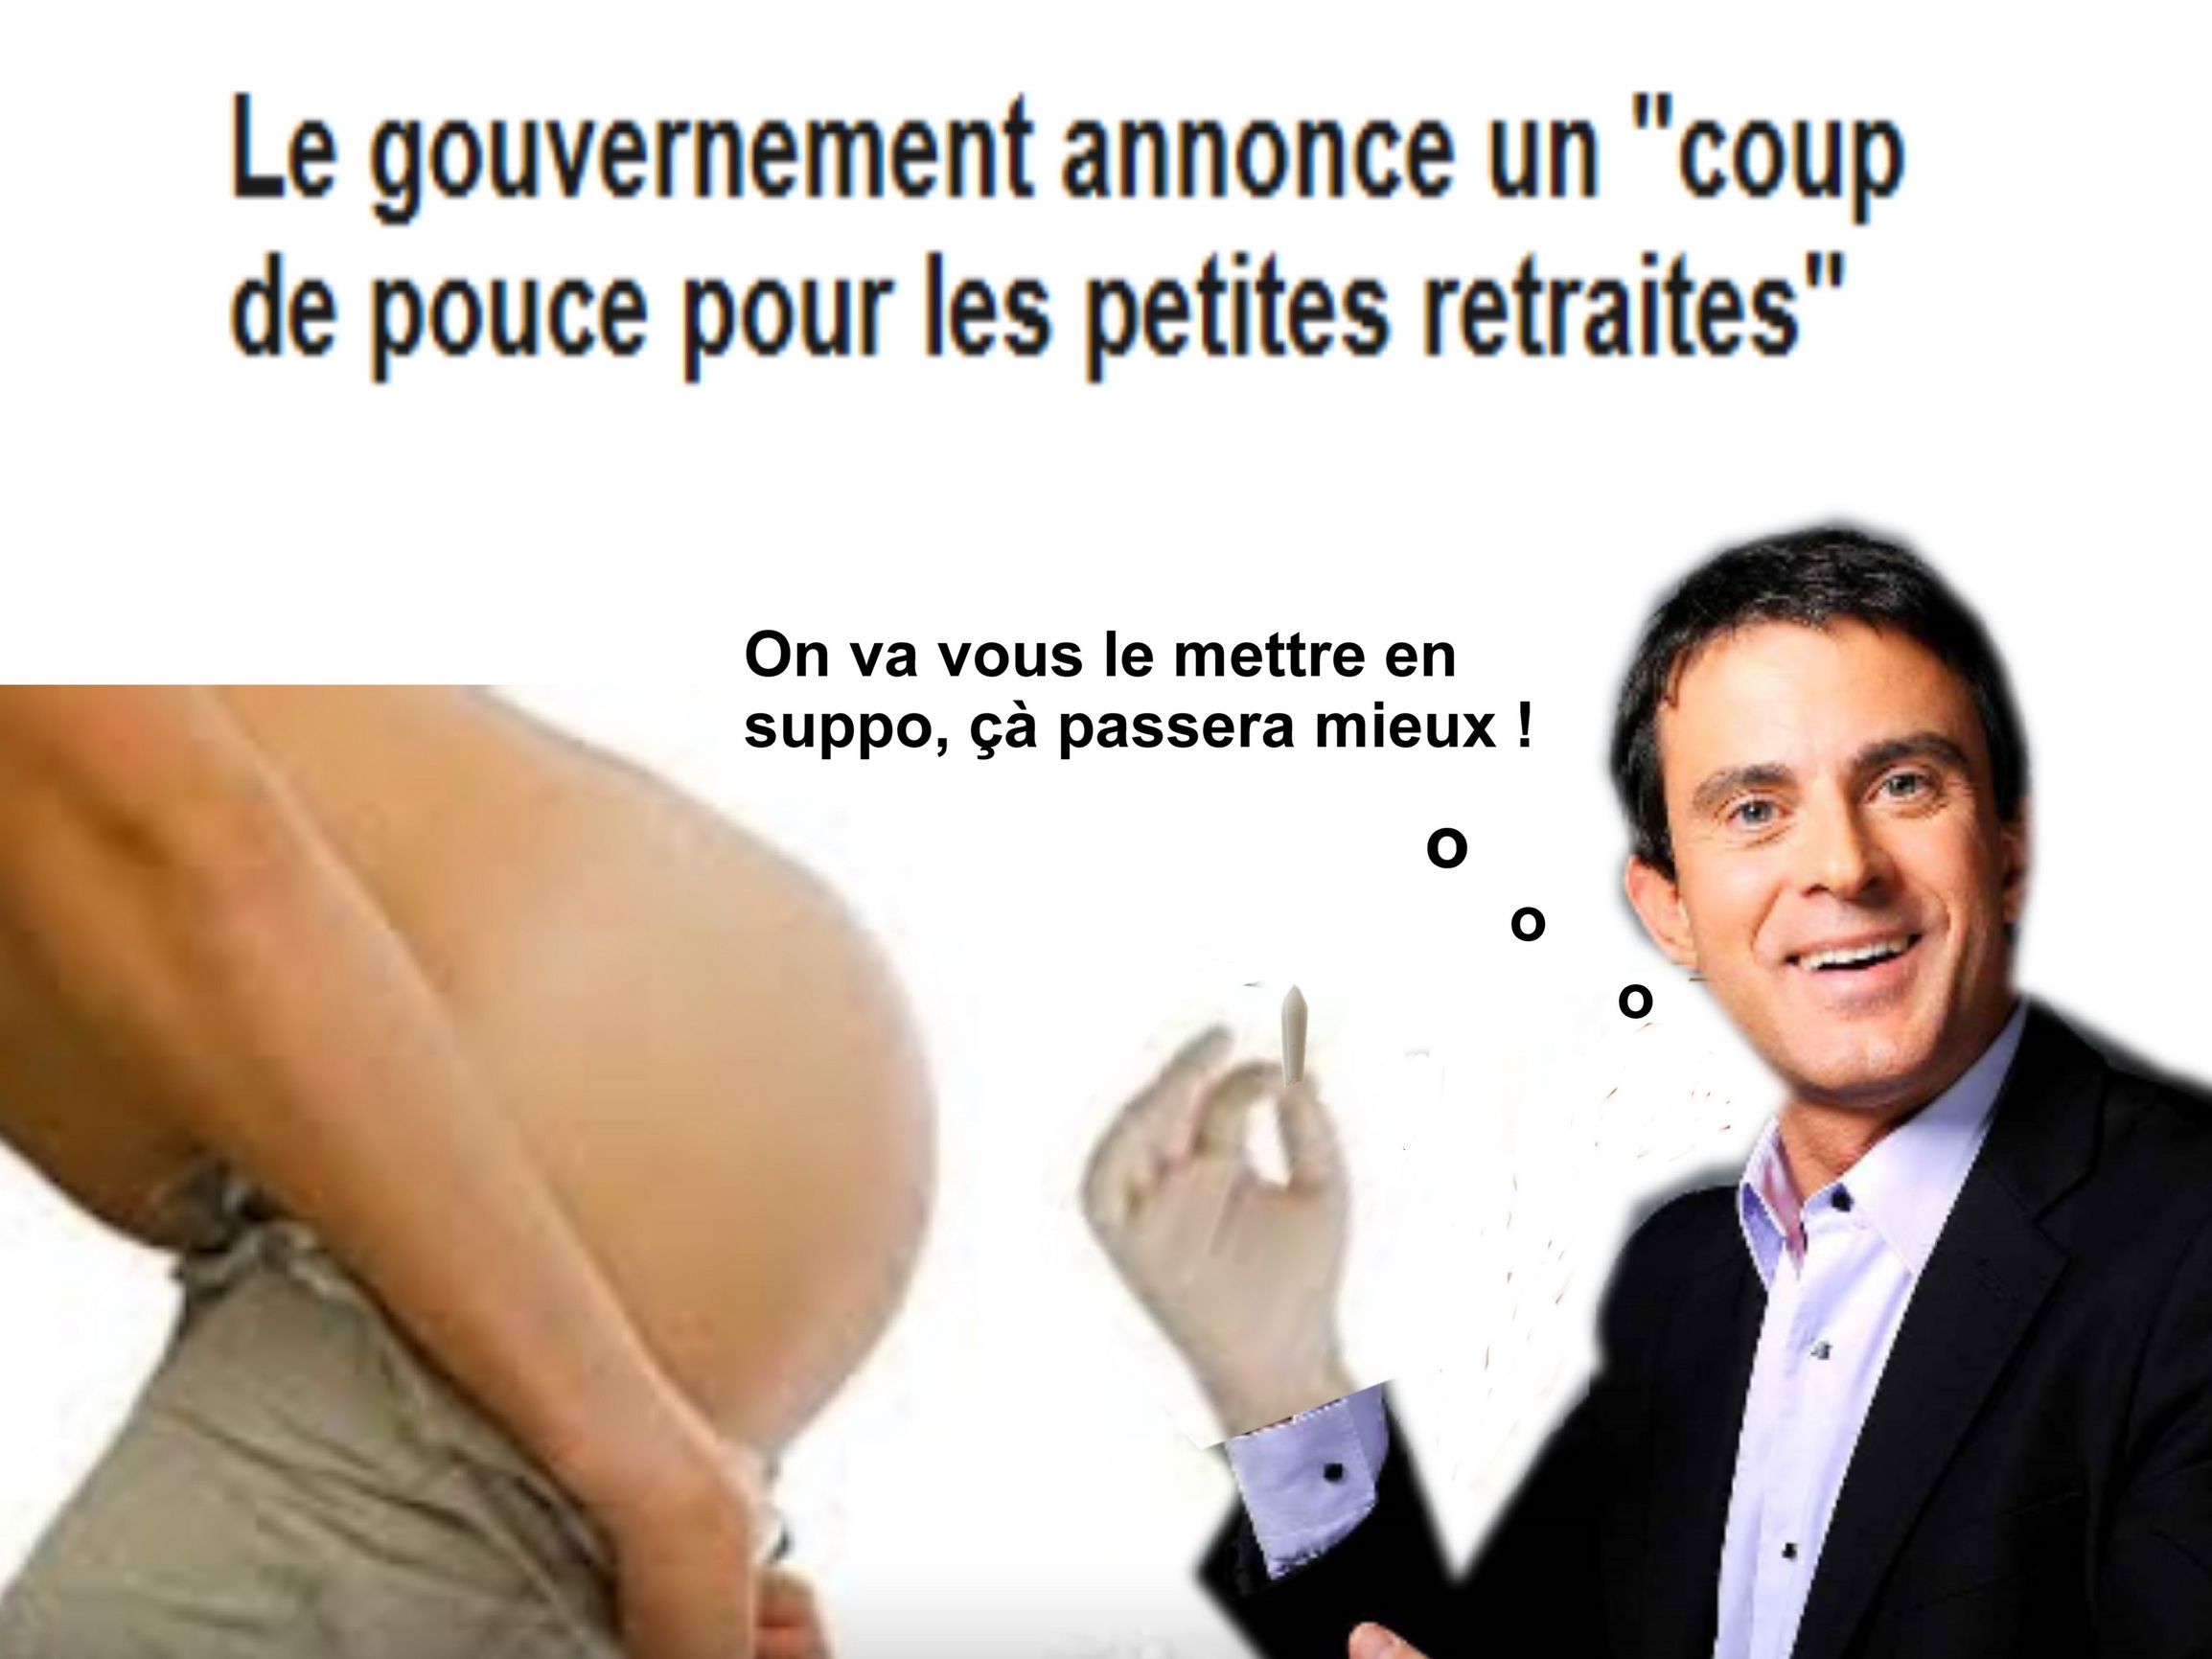 Le gouvernement annonce un "coup
de pouce pour les petites retraites"
On va vous le mettre en
suppo, çà passera mieux !
o
o
o